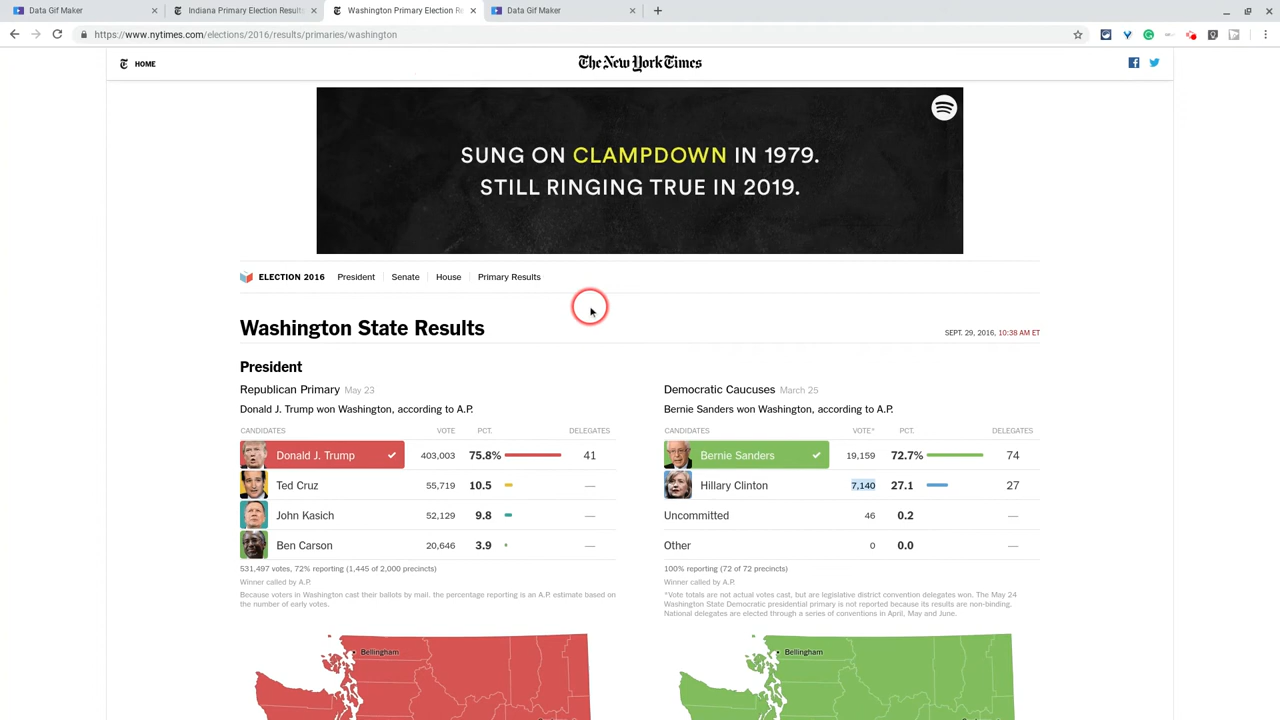 Data Gif Maker
Indiana Primary Election Results
Washington Primary Election Re
Data Gif Maker
https://www.nytimes.com/elections/2016/results/primaries/washington
HOME
The New York Times
SUNG ON CLAMPDOWN IN 1979.
STILL RINGING TRUE IN 2019.
ELECTION 2016 President Senate House Primary Results
Washington State Results
SEPT. 29, 2016, 10:38 AM ET
President
Republican Primary May 23
Donald J. Trump won Washington, according to A.P.
CANDIDATES VOTE PCT. DELEGATES
Donald J. Trump 403,003 75.8% 41
Ted Cruz 55,719 10.5 —
John Kasich 52,129 9.8 —
Ben Carson 20,646 3.9 —
531,497 votes, 72% reporting (1,445 of 2,000 precincts)
Winner called by A.P.
Because voters in Washington cast their ballots by mail. the percentage reporting is an A.P. estimate based on
the number of early votes.
Bellingham
Democratic Caucuses March 25
Bernie Sanders won Washington, according to A.P.
CANDIDATES VOTE* PCT. DELEGATES
Bernie Sanders 19,159 72.7% 74
Hillary Clinton 7,140 27.1 27
Uncommitted 46 0.2 —
Other 0 0.0 —
100% reporting (72 of 72 precincts)
Winner called by A.P.
*Vote totals are not actual votes cast, but are legislative district convention delegates won. The May 24
Washington State Democratic presidential primary is not reported because its results are non-binding.
National delegates are elected through a series of conventions in April, May and June.
Bellingham